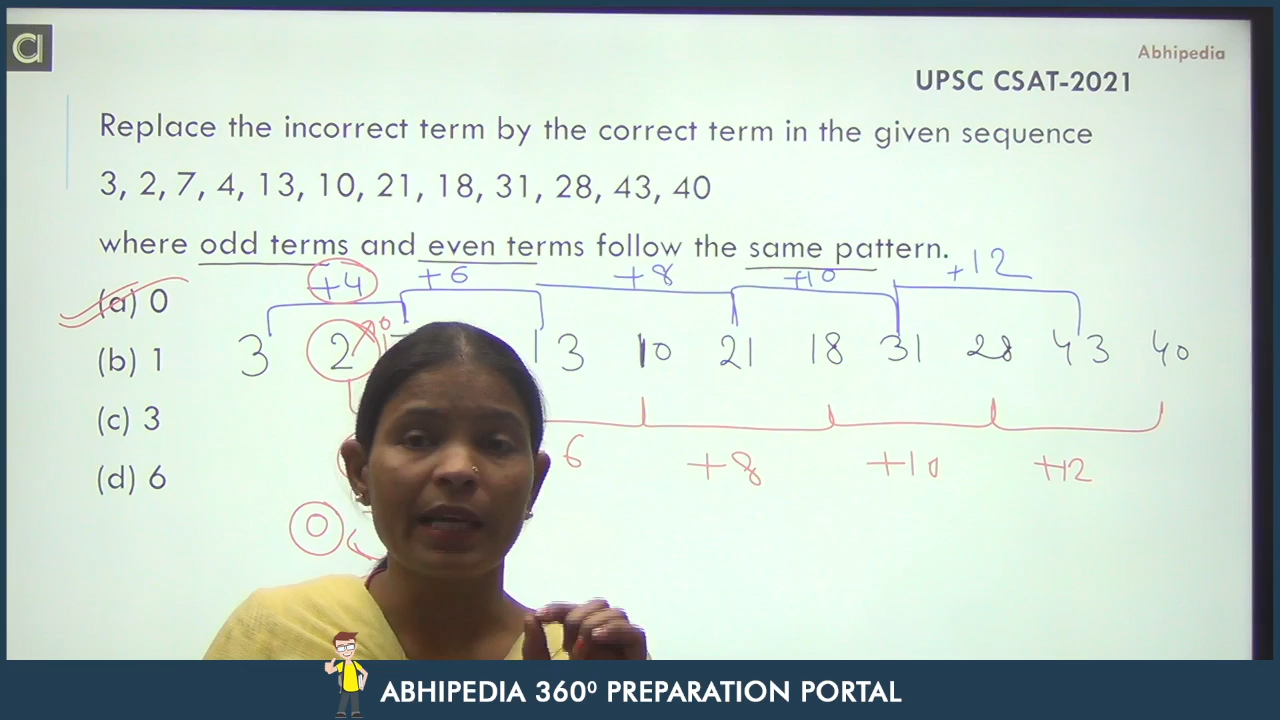 Abhipedia
UPSC CSAT-2021
Replace the incorrect term by the correct term in the given sequence
3, 2, 7, 4, 13, 10, 21, 18, 31, 28, 43, 40
where odd terms and even terms follow the same pattern.
(a) 0
(b) 1
(c) 3
(d) 6
+4 +6 +8 +10 +12
3 2 0 7 13 10 21 18 31 28 43 40
6 +8 +10 +12
0
ABHIPEDIA 360⁰ PREPARATION PORTAL